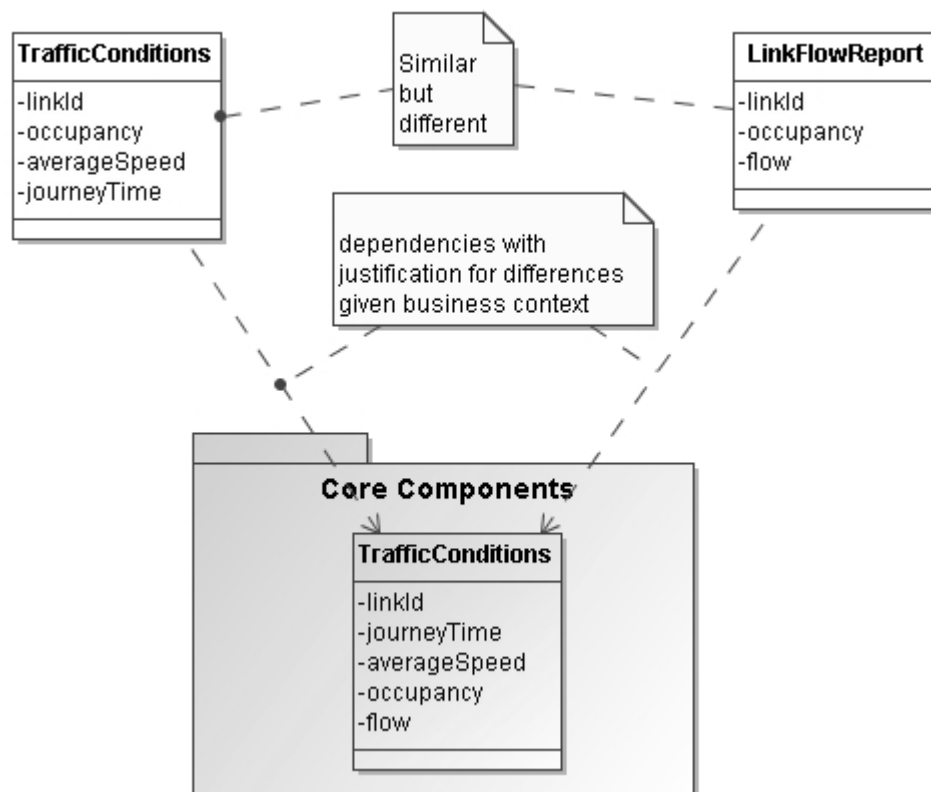 TrafficConditions
-linkId
-occupancy
-averageSpeed
-journeyTime
Similar
but
different
LinkFlowReport
-linkId
-occupancy
-flow
dependencies with
justification for differences
given business context
Core Components
TrafficConditions
-linkId
-journeyTime
-averageSpeed
-occupancy
-flow